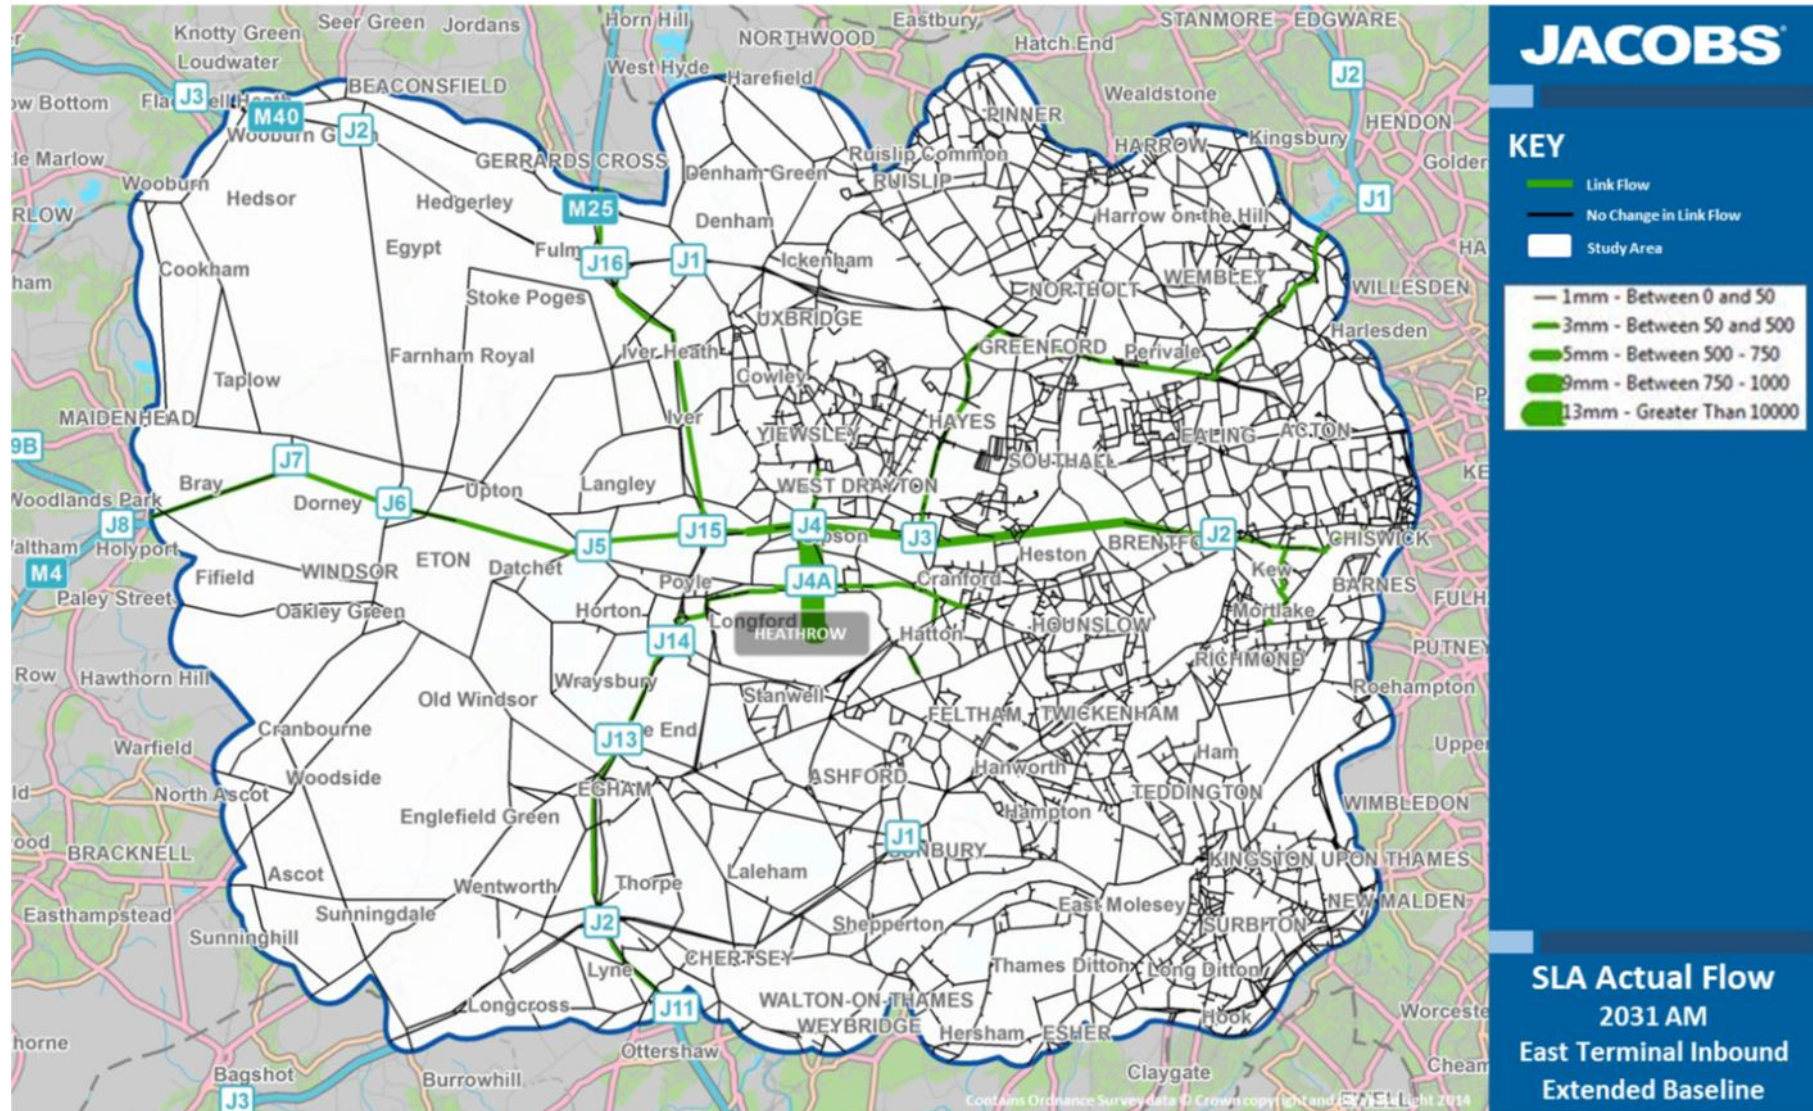 Knotty Green
Seer Green
Jordans
Horn Hill
Eastbury
STANMORE
EDGWARE
NORTHWOOD
Hatch End
Loudwater
West Hyde
Harefield
J2
BEACONSFIELD
Wealdstone
J3
M40
J2
PINNER
HENDON
Kingsbury
HARROW
GERRARDS CROSS
Ruislip Common
Denham Green
RUISLIP
Wooburn
Hedsor
Hedgerley
M25
Denham
Harrow on the Hill
J1
Egypt
J16
J1
Ickenham
Cookham
WEMBLEY
NORTHOLT
WILLESDEN
Stoke Poges
UXBRIDGE
Harlesden
Farnham Royal
Iver Heath
GREENFORD
Perivale
Taplow
Cowley
MAIDENHEAD
Iver
HAYES
YIEWSLEY
EALING
ACTON
J7
SOUTHALL
Bray
Upton
Langley
WEST DRAYTON
Woodlands Park
Dorney
J6
J8
J5
J15
J4
J3
J2
CHISWICK
Holyport
ETON
Heston
M4
Fifield
WINDSOR
Datchet
Poyle
J4A
Cranford
Kew
BARNES
Paley Street
Oakley Green
Horton
Longford
Mortlake
HEATHROW
HOUNSLOW
J14
Hatton
RICHMOND
PUTNEY
Row
Hawthorn Hill
Wraysbury
Old Windsor
Stanwell
Roehampton
FELTHAM
TWICKENHAM
Cranbourne
J13
Warfield
Ham
Woodside
ASHFORD
Hanworth
North Ascot
EGHAM
TEDDINGTON
WIMBLEDON
Englefield Green
Hampton
J1
BRACKNELL
KINGSTON UPON THAMES
Ascot
Laleham
Wentworth
Thorpe
NEW MALDEN
Easthampstead
Sunningdale
East Molesey
J2
Shepperton
SURBITON
Sunninghill
CHERTSEY
Lyne
Thames Ditton
Long Ditton
Longcross
J11
WALTON-ON-THAMES
WEYBRIDGE
Hersham
ESHER
Hook
Ottershaw
Bagshot
Burrowhill
Claygate
J3
JACOBS
KEY
Link Flow
No Change in Link Flow
Study Area
1mm - Between 0 and 50
3mm - Between 50 and 500
5mm - Between 500 - 750
9mm - Between 750 - 1000
13mm - Greater Than 10000
SLA Actual Flow
2031 AM
East Terminal Inbound
Extended Baseline
Contains Ordnance Survey data © Crown copyright and 2014